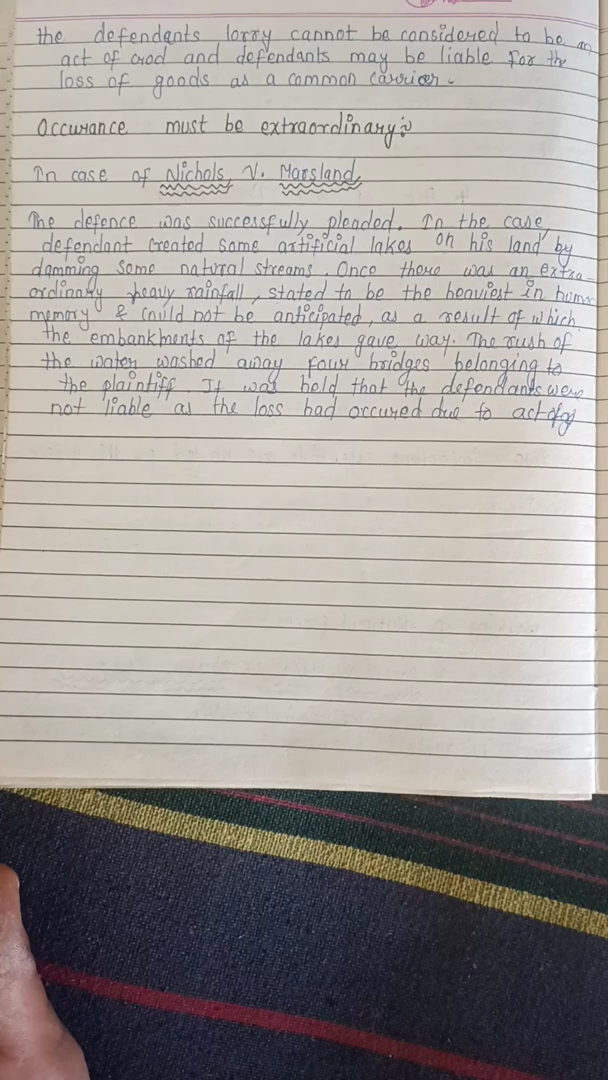 the defendants lorry cannot be considered to be an
act of God and defendants may be liable for the
loss of goods as a common carrier.
Occurance must be extraordinary:-
In case of Nichols V. Marsland,
The defence was successfully pleaded. In the case,
defendant created some artificial lakes on his land by
damming some natural streams. Once there was an extra-
ordinary heavy rainfall, stated to be the heaviest in human
memory & could not be anticipated, as a result of which
the embankments of the lakes gave way. The rush of
the water washed away four bridges belonging to
the plaintiff. It was held that the defendants were
not liable as the loss had occured due to act of